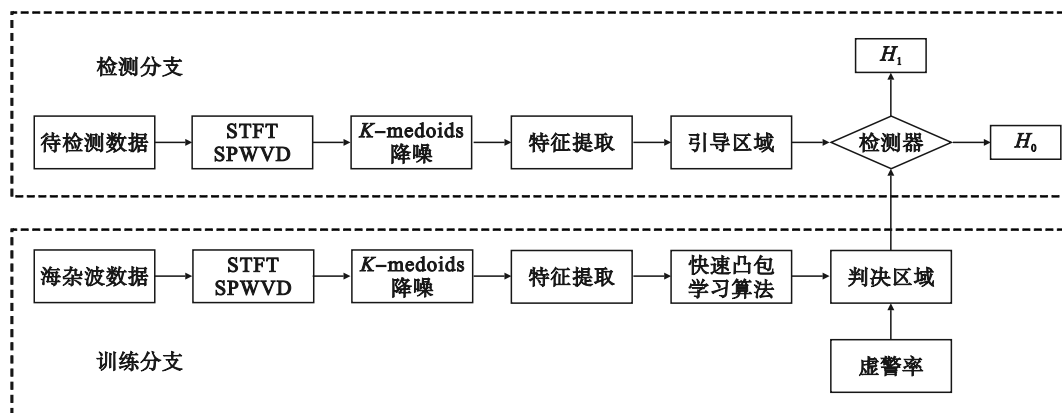 检测分支
H₁
待检测数据
STFT
SPWVD
K–medoids
降噪
特征提取
引导区域
检测器
H₀
海杂波数据
STFT
SPWVD
K–medoids
降噪
特征提取
快速凸包
学习算法
判决区域
训练分支
虚警率